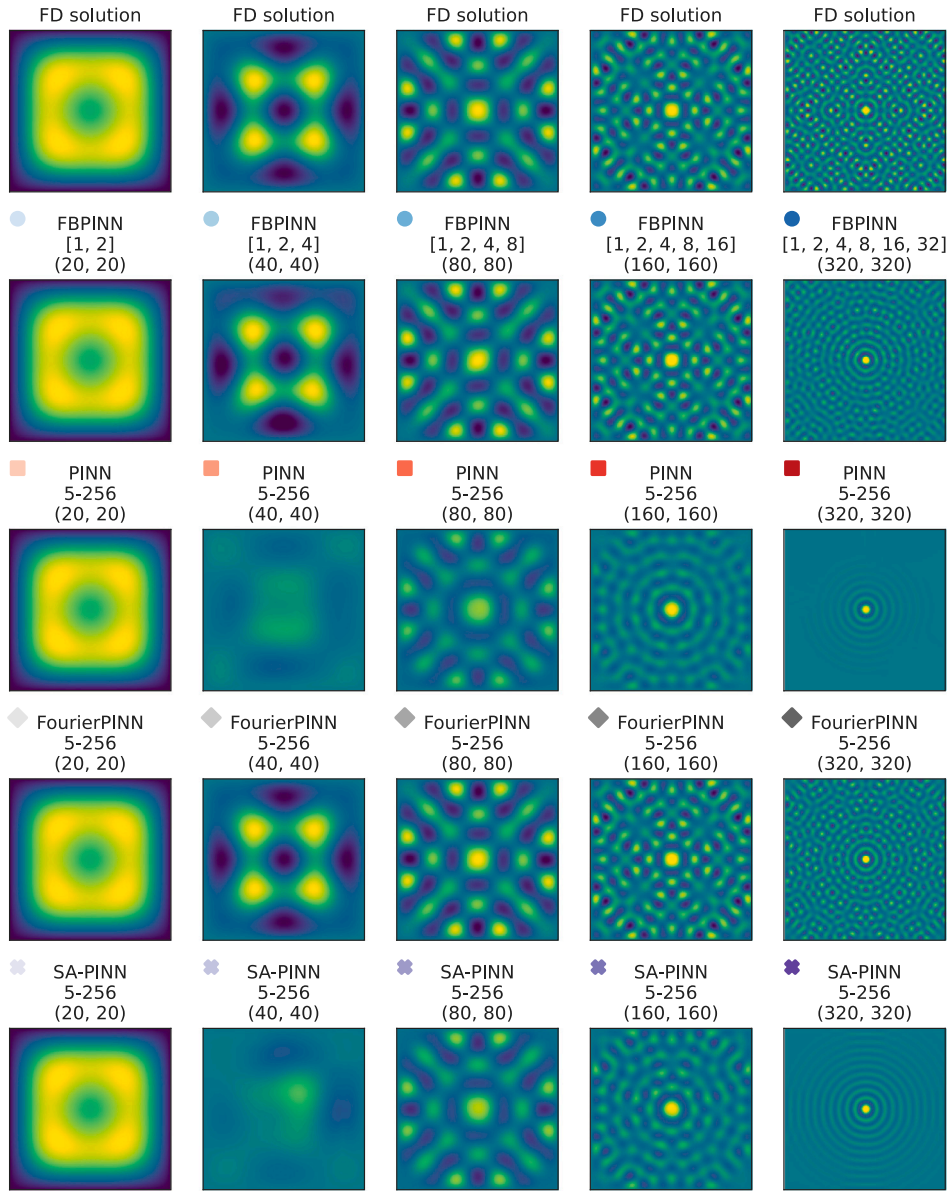 FD solution FD solution FD solution FD solution FD solution
FBPINN FBPINN FBPINN FBPINN FBPINN
[1, 2] [1, 2, 4] [1, 2, 4, 8] [1, 2, 4, 8, 16] [1, 2, 4, 8, 16, 32]
(20, 20) (40, 40) (80, 80) (160, 160) (320, 320)
PINN PINN PINN PINN PINN
5-256 5-256 5-256 5-256 5-256
(20, 20) (40, 40) (80, 80) (160, 160) (320, 320)
FourierPINN FourierPINN FourierPINN FourierPINN FourierPINN
5-256 5-256 5-256 5-256 5-256
(20, 20) (40, 40) (80, 80) (160, 160) (320, 320)
SA-PINN SA-PINN SA-PINN SA-PINN SA-PINN
5-256 5-256 5-256 5-256 5-256
(20, 20) (40, 40) (80, 80) (160, 160) (320, 320)